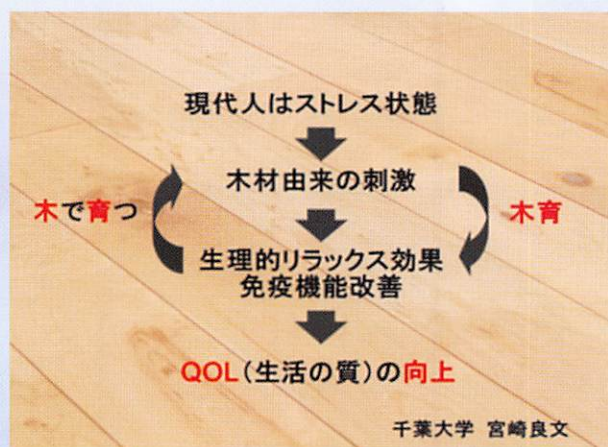 現代人はストレス状態
木材由来の刺激
木で育つ
木育
生理的リラックス効果
免疫機能改善
QOL(生活の質)の向上
千葉大学 宮崎良文